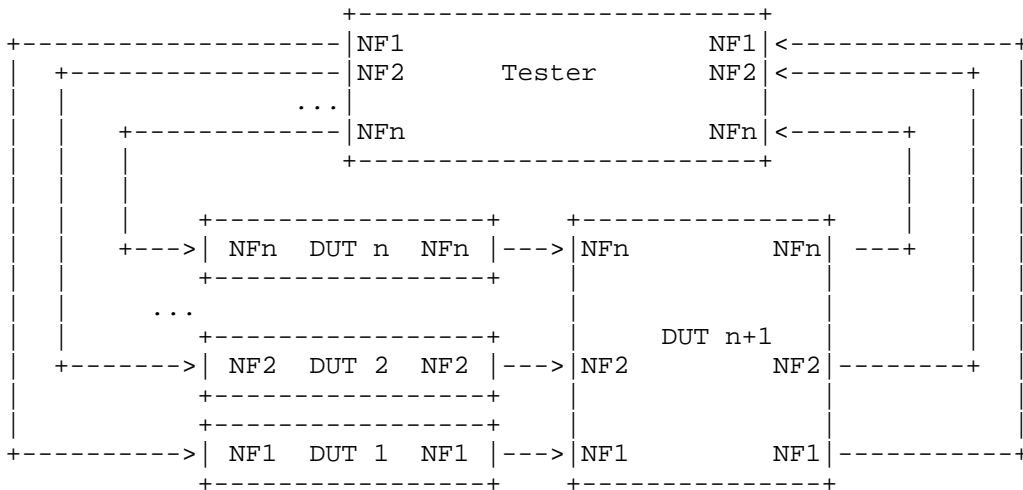 NF1 NF1
NF2 Tester NF2
...
NFn NFn
NFn DUT n NFn NFn NFn
...
DUT n+1
NF2 DUT 2 NF2 NF2 NF2
NF1 DUT 1 NF1 NF1 NF1